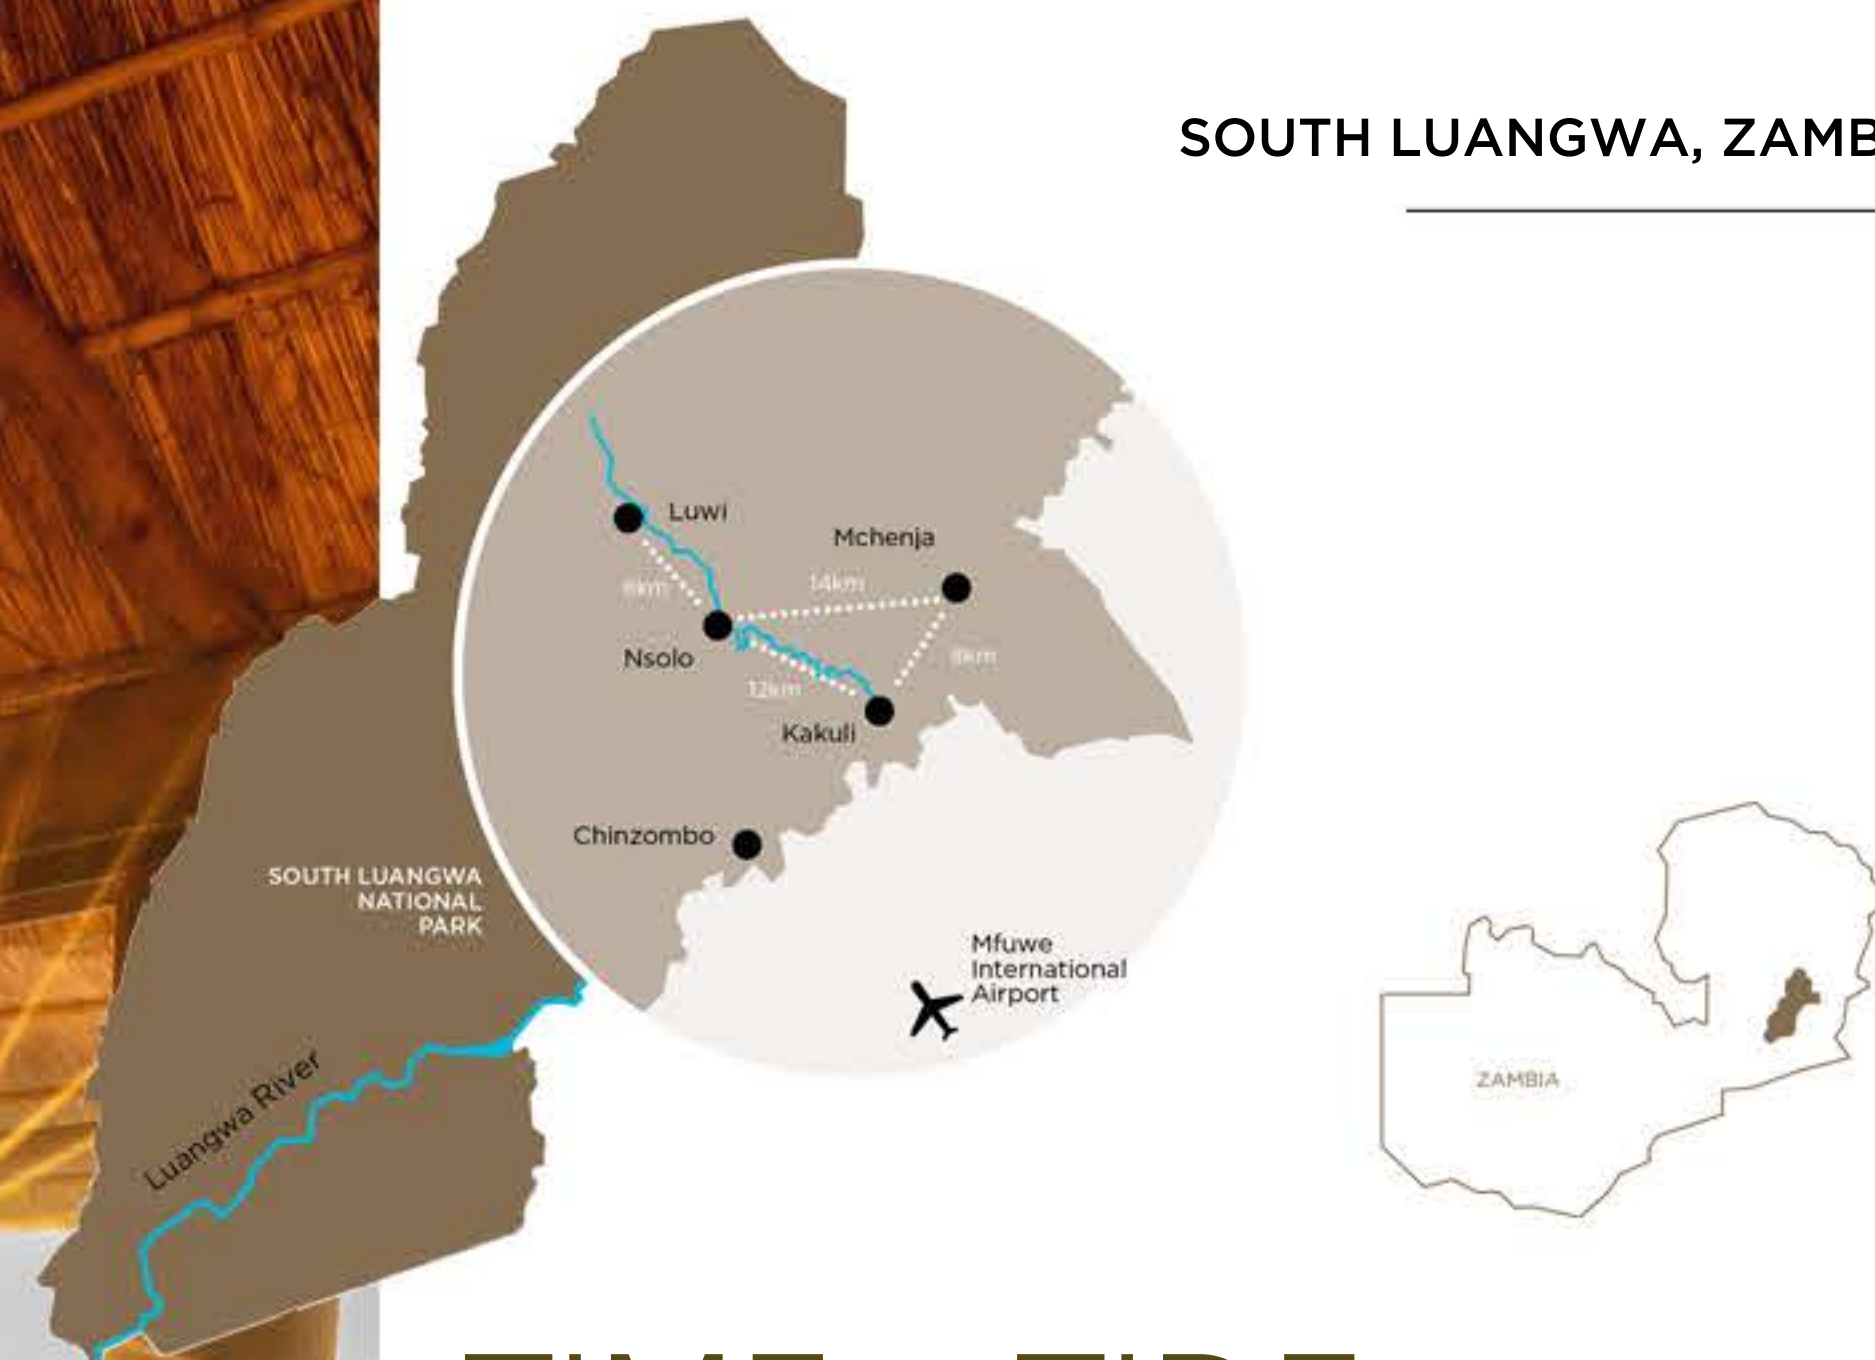 SOUTH LUANGWA, ZAMB
Luwi
Mchenja
14km
Nsolo
12km
Kakuli
Chinzombo
SOUTH LUANGWA
NATIONAL
PARK
Mfuwe
International
Airport
Luangwa River
ZAMBIA